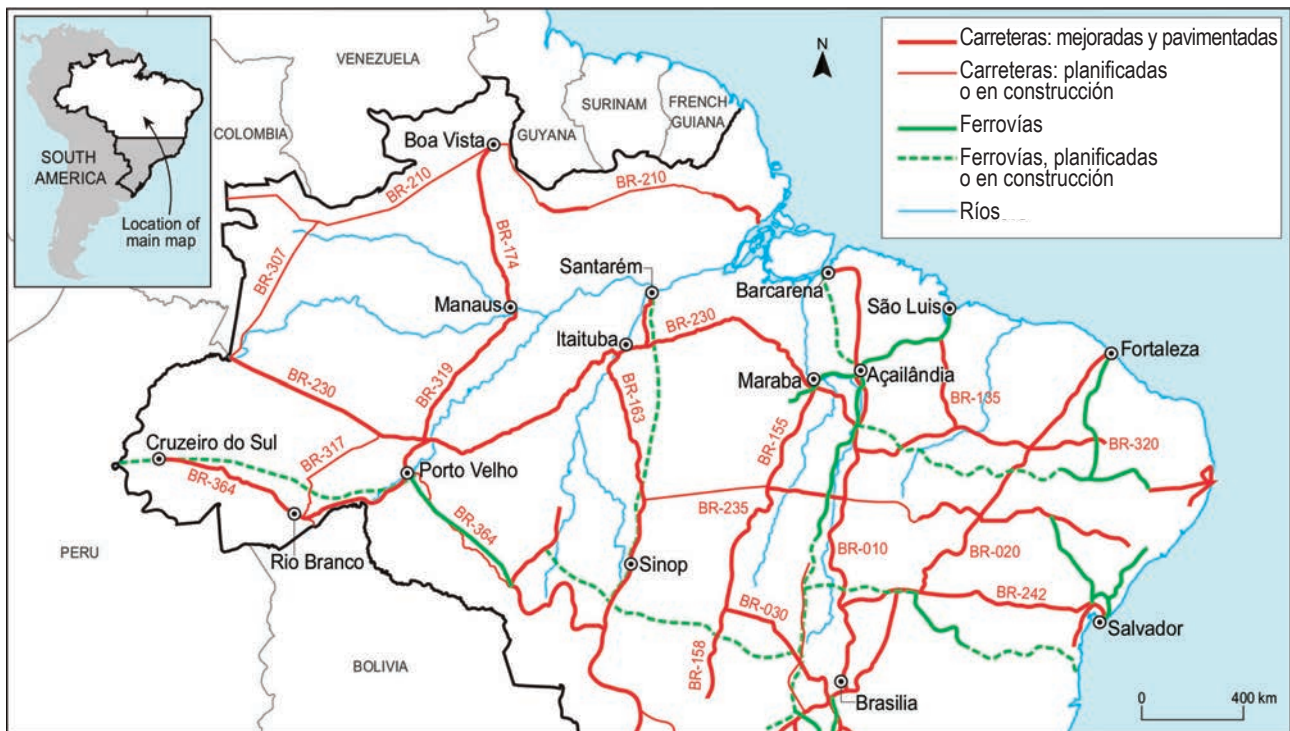 SOUTH
AMERICA
Location of
main map
Carreteras: mejoradas y pavimentadas
Carreteras: planificadas
o en construcción
Ferrovías
Ferrovías, planificadas
o en construcción
Ríos
N
VENEZUELA
COLOMBIA
GUYANA
SURINAM
FRENCH
GUIANA
Boa Vista
BR-210
BR-210
BR-307
BR-174
Manaus
Santarém
Barcarena
São Luis
Itaituba
BR-230
Fortaleza
Maraba
Açailândia
BR-135
BR-230
BR-319
BR-163
BR-155
BR-320
Cruzeiro do Sul
BR-317
Porto Velho
BR-364
BR-364
BR-235
Rio Branco
Sinop
BR-010
BR-020
BR-242
BR-030
Salvador
PERU
BOLIVIA
BR-158
Brasilia
0
400 km